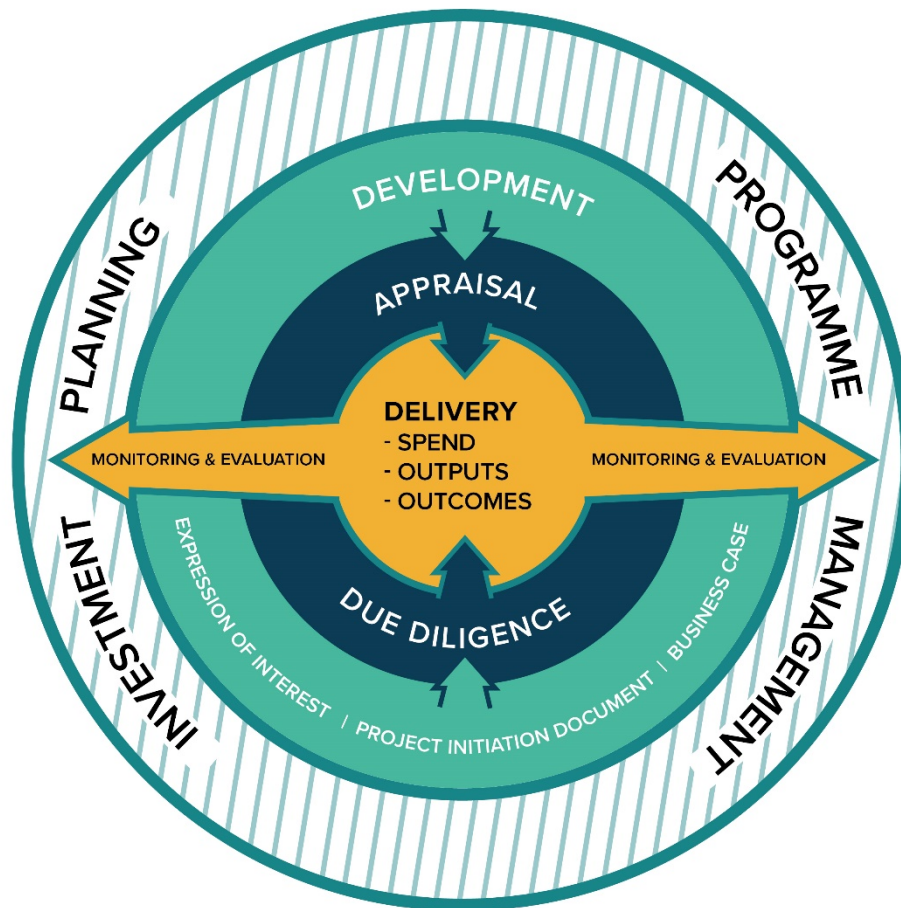 PLANNING
PROGRAMME
DEVELOPMENT
APPRAISAL
DELIVERY
- SPEND
- OUTPUTS
- OUTCOMES
MONITORING & EVALUATION
MONITORING & EVALUATION
DUE DILIGENCE
EXPRESSION OF INTEREST | PROJECT INITIATION DOCUMENT | BUSINESS CASE
INVESTMENT
MANAGEMENT